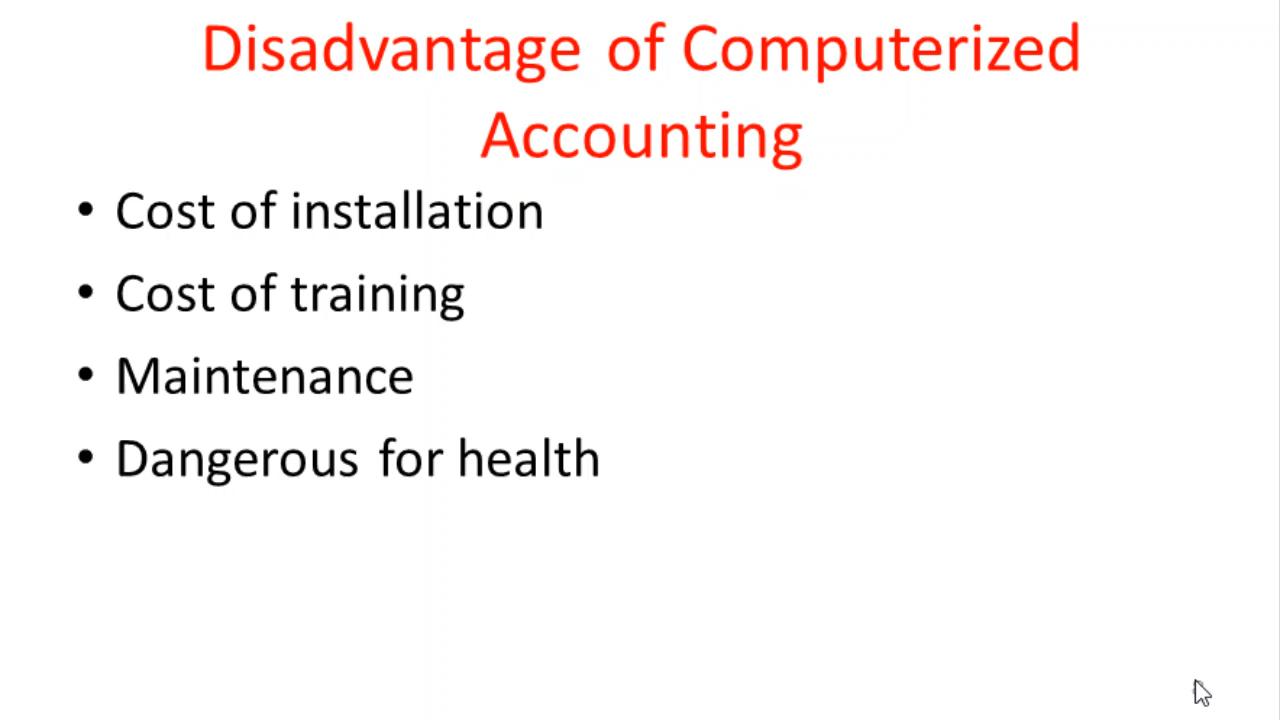 Disadvantage of Computerized
Accounting
• Cost of installation
• Cost of training
• Maintenance
• Dangerous for health